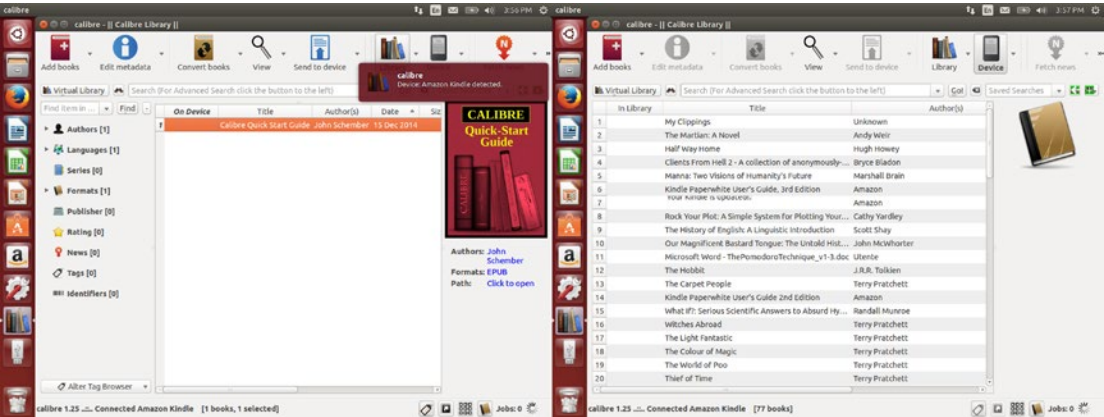 calibre
En
3:56 PM
calibre - || Calibre Library ||
Add books
Edit metadata
Convert books
View
Send to device
calibre
Device: Amazon Kindle detected.
Virtual Library
Search (For Advanced Search click the button to the left)
Find item in ...
Find
On Device Title Author(s) Date Siz
1 Calibre Quick Start Guide John Schember 15 Dec 2014
Authors [1]
Languages [1]
Series [0]
Formats [1]
Publisher [0]
Rating [0]
News [0]
Tags [0]
Identifiers [0]
CALIBRE
Quick-Start
Guide
CALIBRE
Authors: John
Schember
Formats: EPUB
Path: Click to open
Alter Tag Browser
calibre 1.25 ... Connected Amazon Kindle [1 books, 1 selected]
Jobs: 0
calibre
En
3:57 PM
calibre - || Calibre Library ||
Add books
Edit metadata
Convert books
View
Send to device
Library
Device
Fetch news
Virtual Library
Search (For Advanced Search click the button to the left)
Go!
Saved Searches
In Library Title Author(s)
1 My Clippings Unknown
2 The Martian: A Novel Andy Weir
3 Half Way Home Hugh Howey
4 Clients From Hell 2 - A collection of anonymously-... Bryce Bladon
5 Manna: Two Visions of Humanity's Future Marshall Brain
6 Kindle Paperwhite User's Guide, 3rd Edition Amazon
7 Your Kindle is updated!. Amazon
8 Rock Your Plot: A Simple System for Plotting Your... Cathy Yardley
9 The History of English: A Linguistic Introduction Scott Shay
10 Our Magnificent Bastard Tongue: The Untold Hist... John McWhorter
11 Microsoft Word - ThePomodoroTechnique_v1-3.doc Utente
12 The Hobbit J.R.R. Tolkien
13 The Carpet People Terry Pratchett
14 Kindle Paperwhite User's Guide 2nd Edition Amazon
15 What If?: Serious Scientific Answers to Absurd Hy... Randall Munroe
16 Witches Abroad Terry Pratchett
17 The Light Fantastic Terry Pratchett
18 The Colour of Magic Terry Pratchett
19 The World of Poo Terry Pratchett
20 Thief of Time Terry Pratchett
calibre 1.25 ... Connected Amazon Kindle [77 books]
Jobs: 0